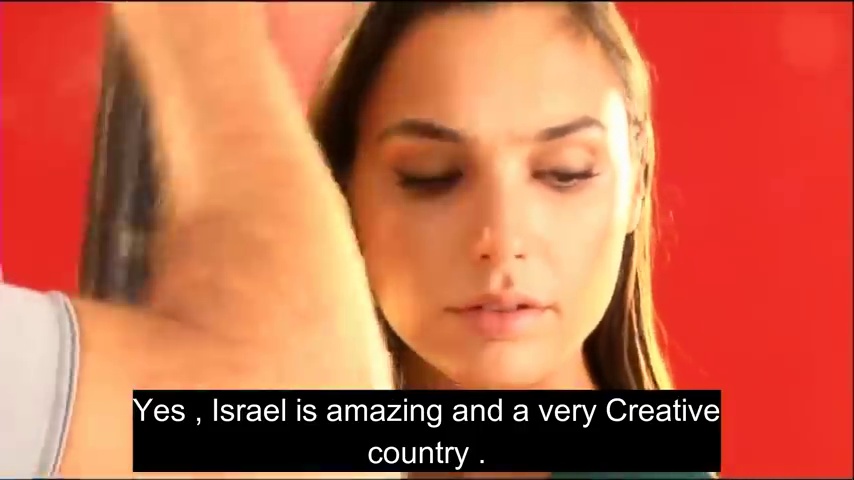 Yes , Israel is amazing and a very Creative
country .